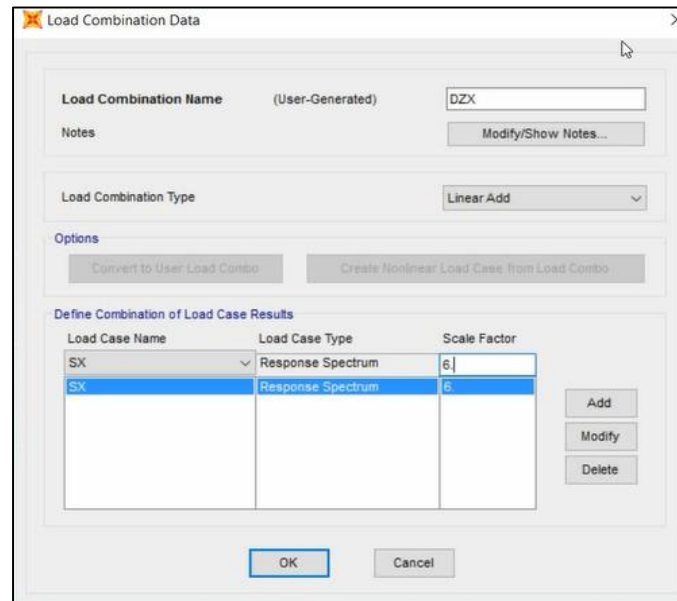 Load Combination Data
Load Combination Name (User-Generated) DZX
Notes Modify/Show Notes...
Load Combination Type Linear Add
Options
Convert to User Load Combo Create Nonlinear Load Case from Load Combo
Define Combination of Load Case Results
Load Case Name Load Case Type Scale Factor
SX Response Spectrum 6.
SX Response Spectrum 6.
Add
Modify
Delete
OK Cancel